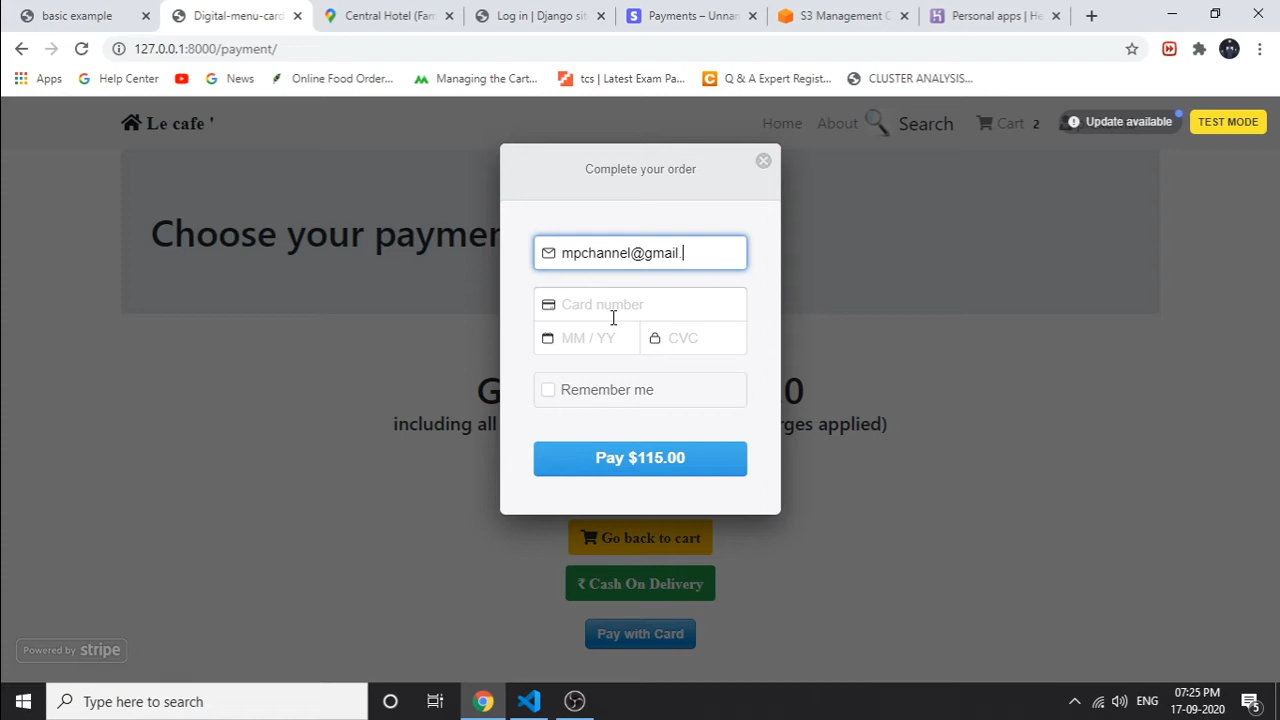 basic example
Digital-menu-card
Central Hotel (Fam
Log in | Django sit
Payments – Unna
S3 Management C
Personal apps | He
127.0.0.1:8000/payment/
Apps
Help Center
News
Online Food Order...
Managing the Cart...
tcs | Latest Exam Pa...
Q & A Expert Regist...
CLUSTER ANALYSIS...
Le cafe '
Home
About
Search
Cart 2
Update available
TEST MODE
Complete your order
Choose your paymen
mpchannel@gmail.
Card number
MM / YY
CVC
Remember me
G
0
including all
rges applied)
Pay $115.00
Go back to cart
₹ Cash On Delivery
Pay with Card
Powered by stripe
Type here to search
ENG
07:25 PM
17-09-2020
5